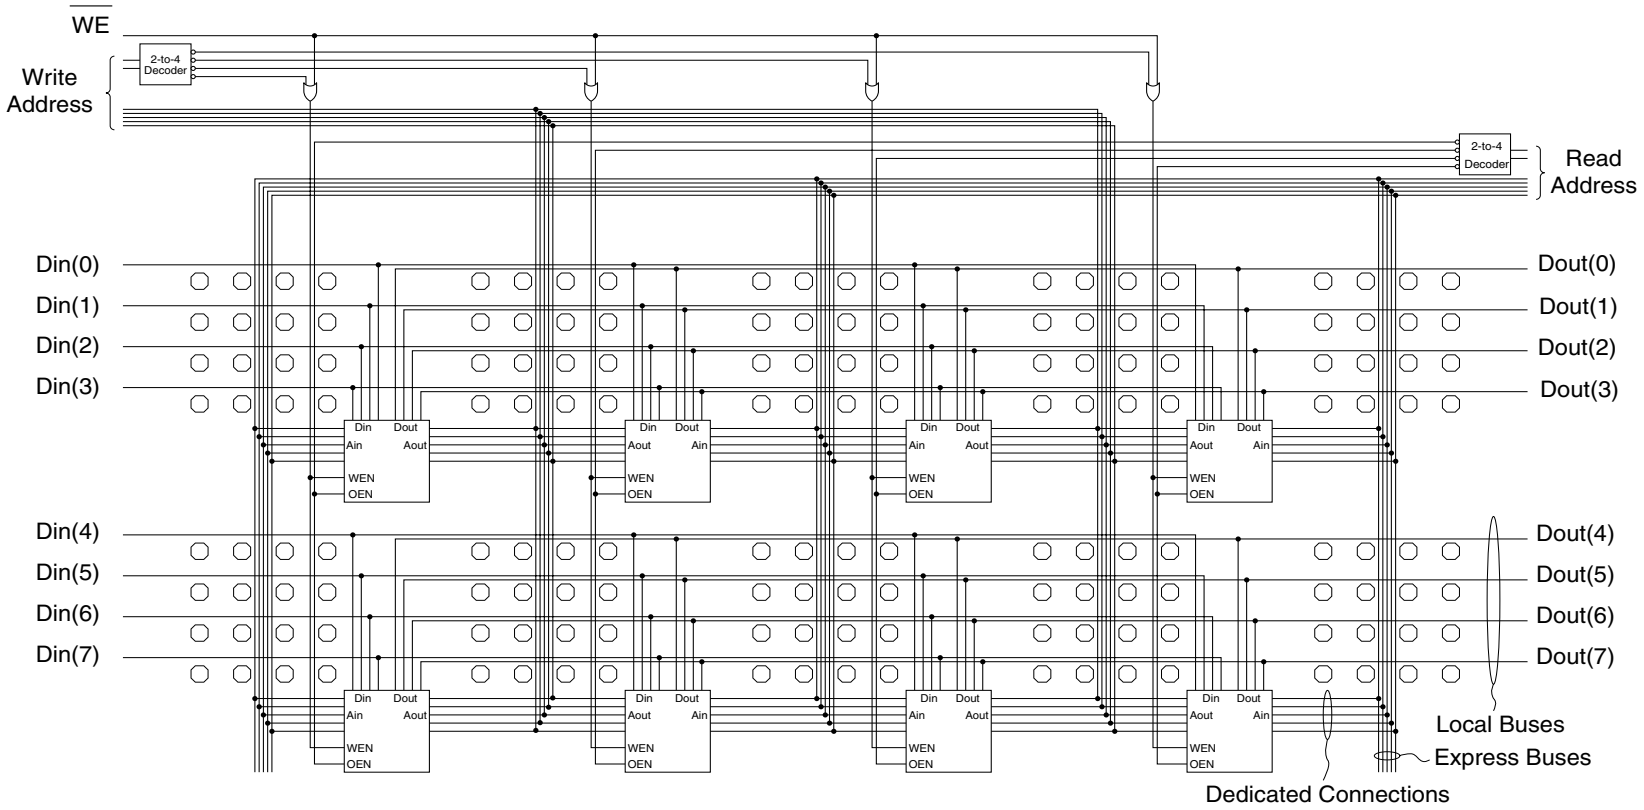 WE
2-to-4
Decoder
Write
Address
2-to-4
Decoder
Read
Address
Din(0)
Dout(0)
Din(1)
Dout(1)
Din(2)
Dout(2)
Din(3)
Dout(3)
Din Dout
Ain Aout
WEN
OEN
Din Dout
Aout Ain
WEN
OEN
Din Dout
Aout Ain
WEN
OEN
Din Dout
Aout Ain
WEN
OEN
Din(4)
Dout(4)
Din(5)
Dout(5)
Din(6)
Dout(6)
Din(7)
Dout(7)
Din Dout
Ain Aout
WEN
OEN
Din Dout
Aout Ain
WEN
OEN
Din Dout
Aout Ain
WEN
OEN
Din Dout
Aout Ain
WEN
OEN
Local Buses
Express Buses
Dedicated Connections